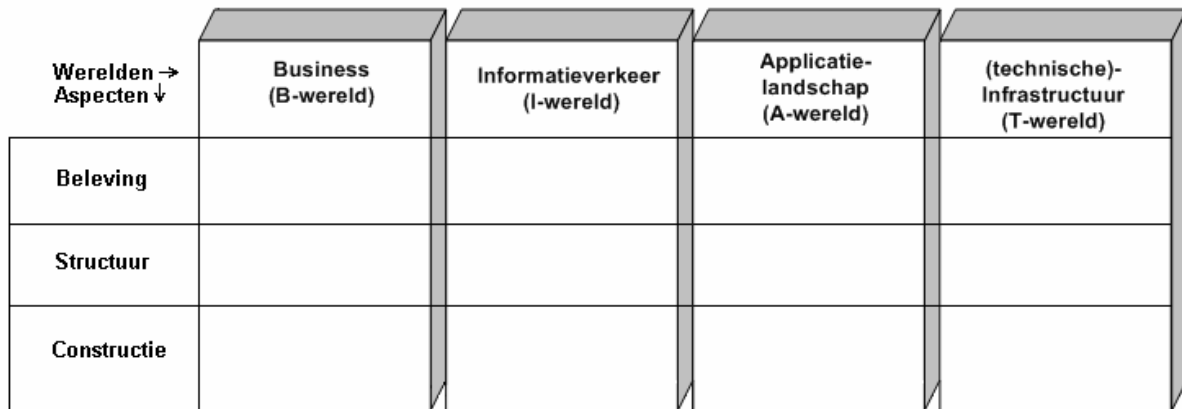 Werelden →
Aspecten ↓
Business
(B-wereld)
Informatieverkeer
(I-wereld)
Applicatie-
landschap
(A-wereld)
(technische)-
Infrastructuur
(T-wereld)
Beleving
Structuur
Constructie